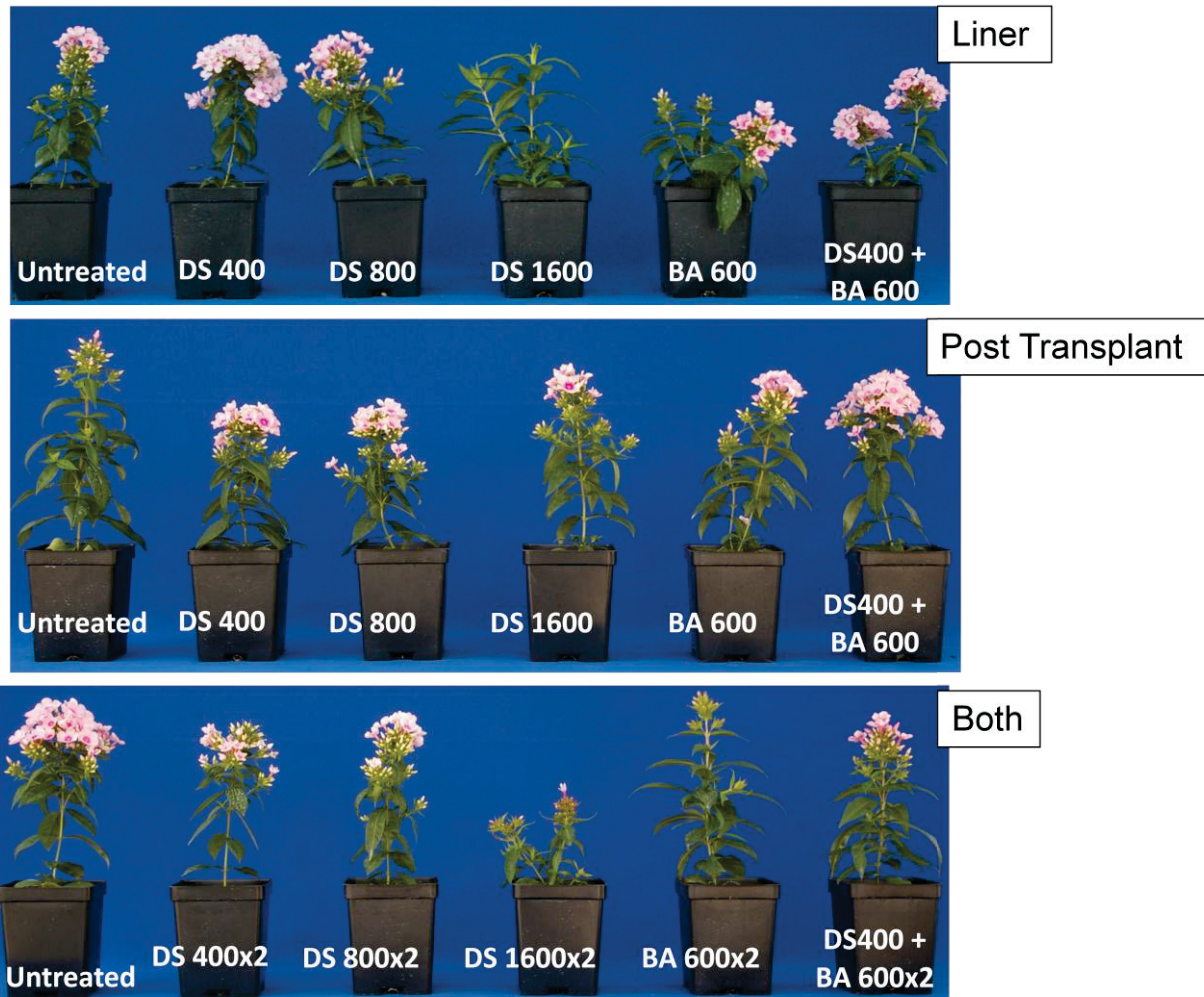 Liner
Untreated
DS 400
DS 800
DS 1600
BA 600
DS400 +
BA 600
Post Transplant
Untreated
DS 400
DS 800
DS 1600
BA 600
DS400 +
BA 600
Both
Untreated
DS 400x2
DS 800x2
DS 1600x2
BA 600x2
DS400 +
BA 600x2